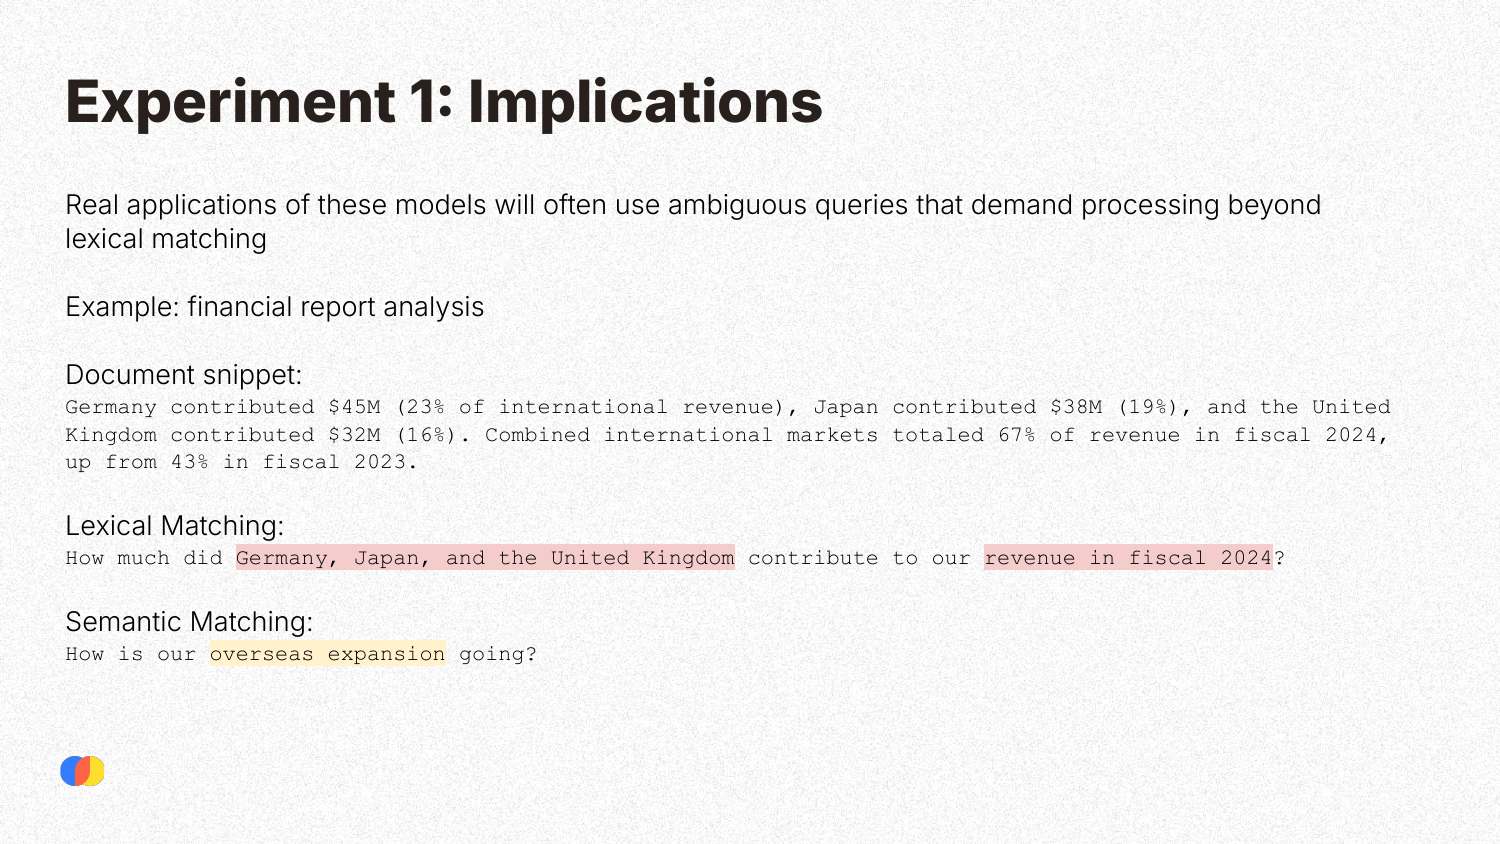 Experiment 1: Implications
Real applications of these models will often use ambiguous queries that demand processing beyond
lexical matching
Example: financial report analysis
Document snippet:
Germany contributed $45M (23% of international revenue), Japan contributed $38M (19%), and the United
Kingdom contributed $32M (16%). Combined international markets totaled 67% of revenue in fiscal 2024,
up from 43% in fiscal 2023.
Lexical Matching:
How much did Germany, Japan, and the United Kingdom contribute to our revenue in fiscal 2024?
Semantic Matching:
How is our overseas expansion going?